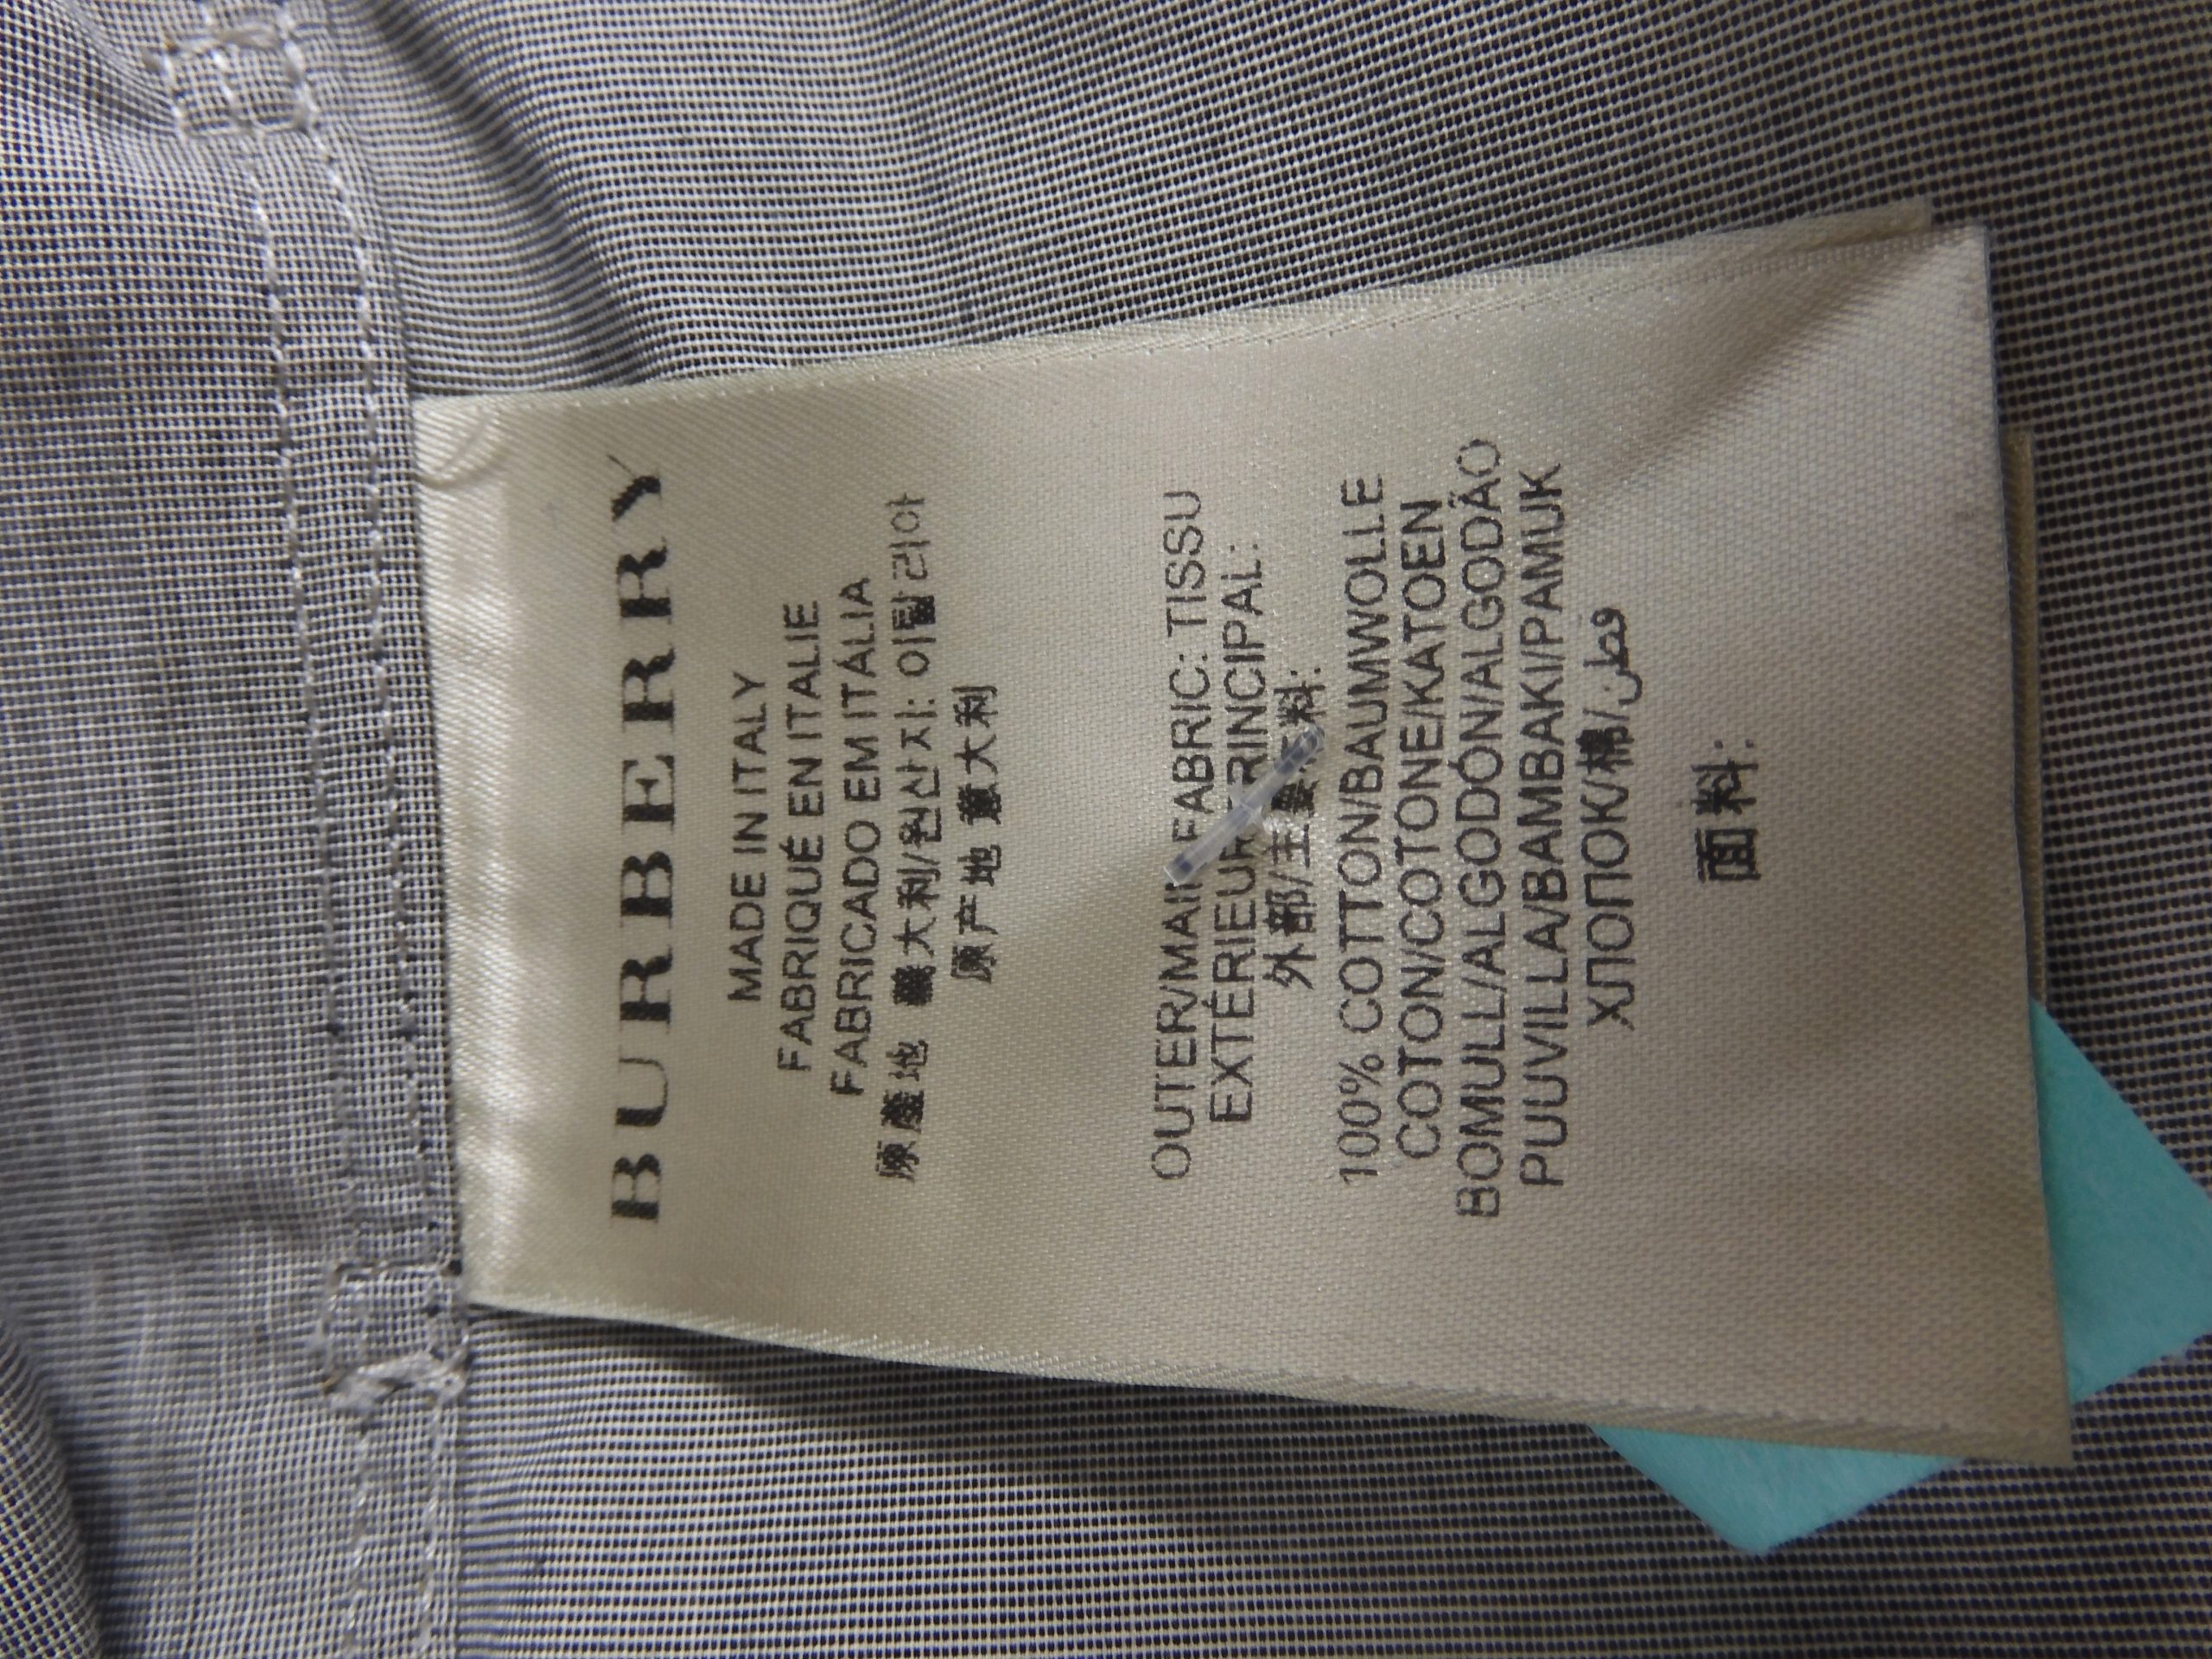 BURBERRY
MADE IN ITALY
FABRIQUÉ EN ITALIE
FABRICADO EM ITÁLIA
原產地 義大利/원산지: 이탈리아
原产地 意大利
OUTER/MAIN FABRIC: TISSU
EXTÉRIEUR PRINCIPAL:
外部/主要料:
100% COTTON/BAUMWOLLE
COTON/COTONE/KATOEN
BOMULL/ALGODÓN/ALGODÃO
PUUVILLA/BAMBAKI/PAMUK
ХЛОПОК/棉/قطن
面料: